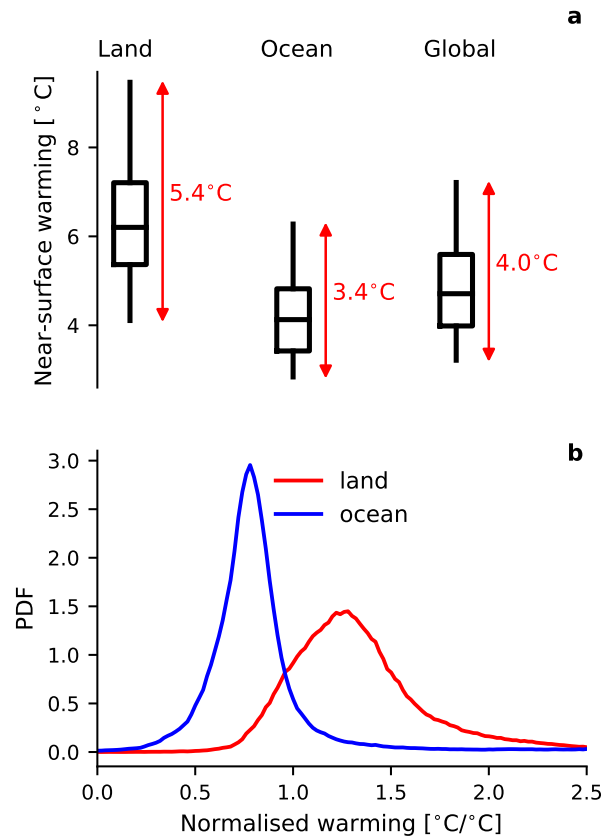 a
Land Ocean Global
Near-surface warming [°C]
8
6
4
5.4°C
3.4°C
4.0°C
b
land
ocean
PDF
3.0
2.5
2.0
1.5
1.0
0.5
0.0
0.0 0.5 1.0 1.5 2.0 2.5
Normalised warming [°C/°C]